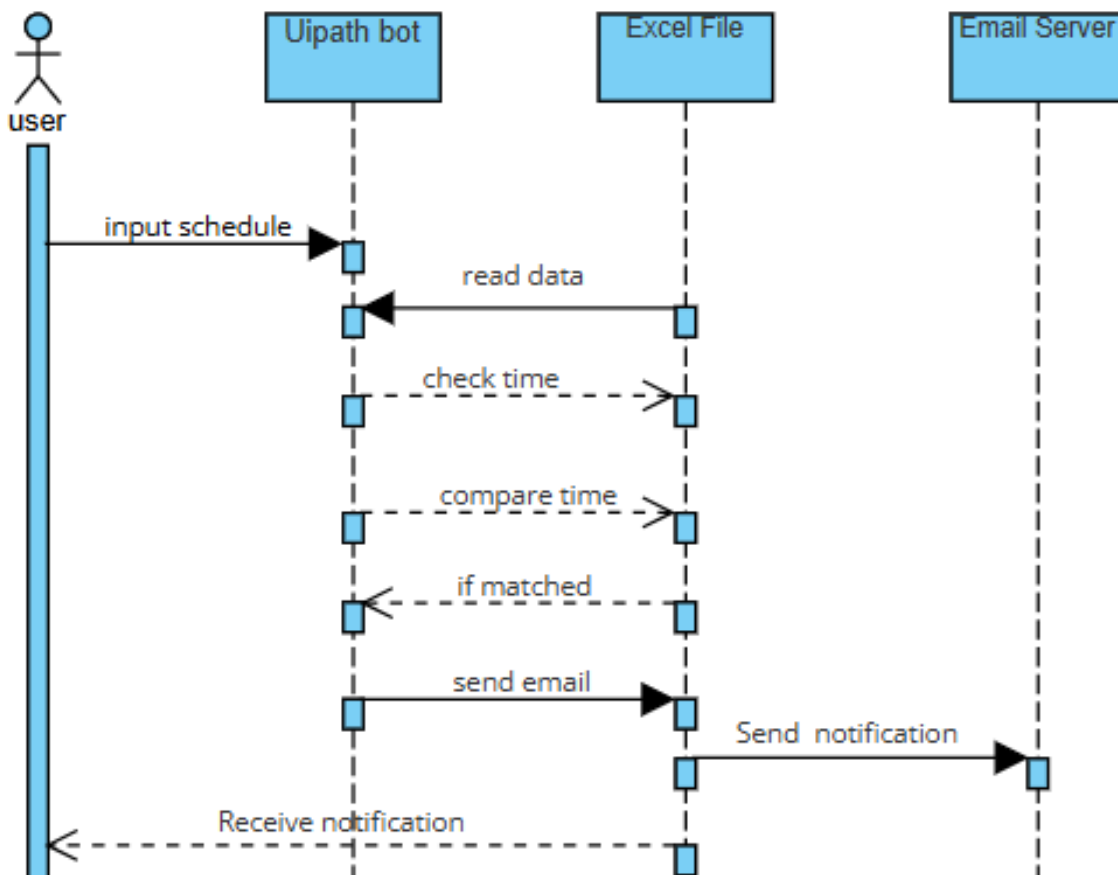 Uipath bot
Excel File
Email Server
user
input schedule
read data
check time
compare time
if matched
send email
Send notification
Receive notification